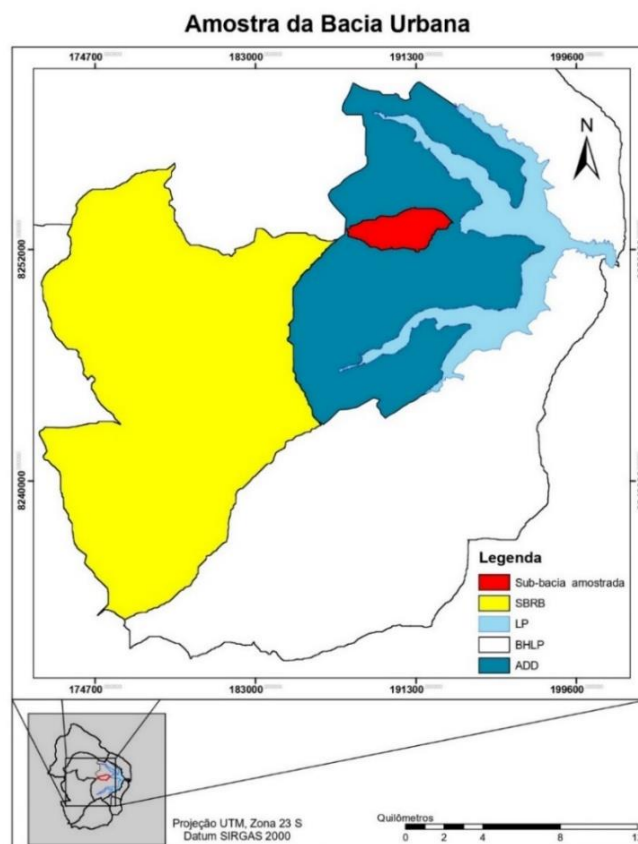 Amostra da Bacia Urbana
174700 183000 191300 199600
N
8252000
8240000
Legenda
Sub-bacia amostrada
SBRB
LP
BHLP
ADD
174700 183000 191300 199600
Projeção UTM, Zona 23 S
Datum SIRGAS 2000
Quilômetros
0 2 4 8